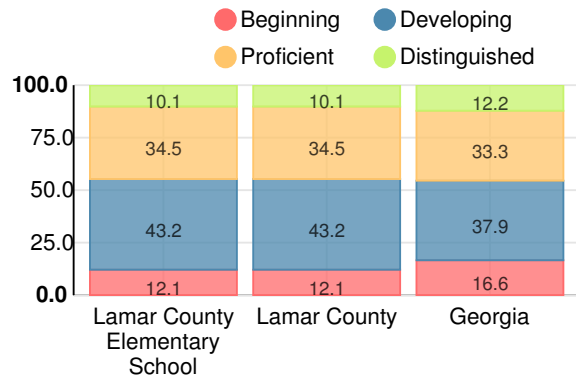 Beginning
Developing
Proficient
Distinguished
100.0
75.0
50.0
25.0
0.0
10.1
10.1
12.2
34.5
34.5
33.3
43.2
43.2
37.9
12.1
12.1
16.6
Lamar County
Elementary
School
Lamar County
Georgia